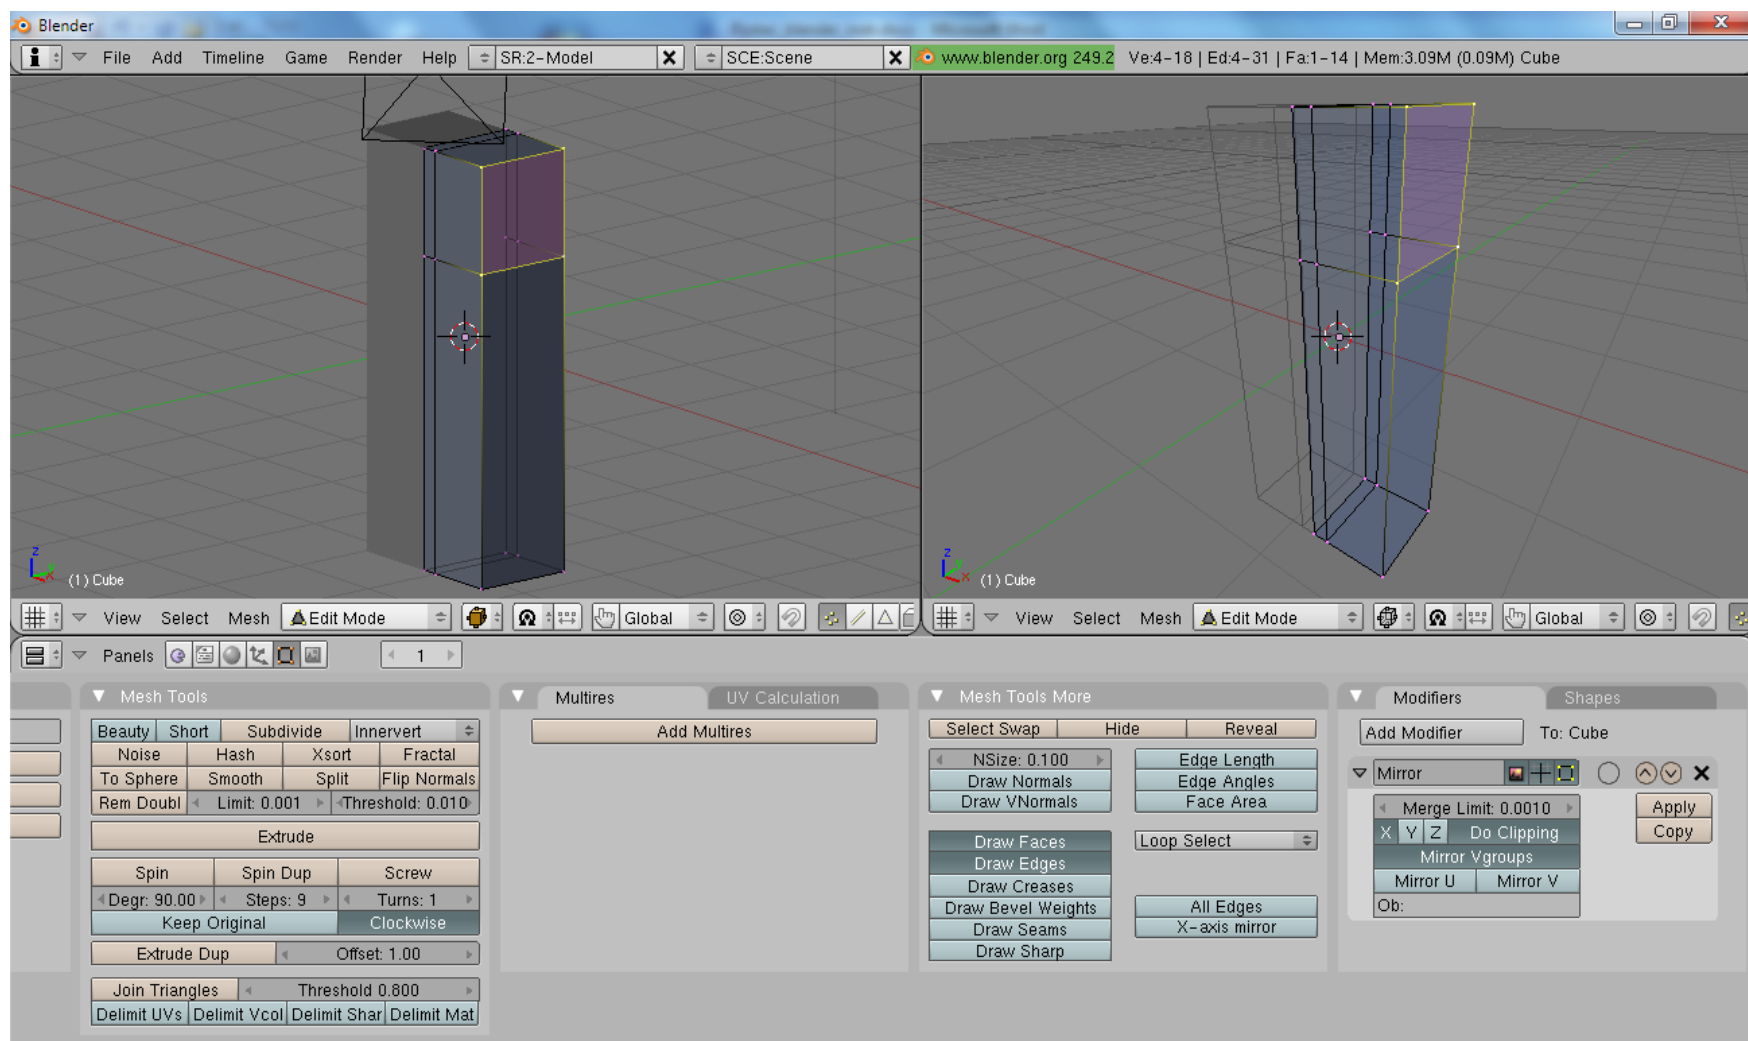 Blender
File Add Timeline Game Render Help SR:2-Model SCE:Scene www.blender.org 249.2 Ve:4-18 | Ed:4-31 | Fa:1-14 | Mem:3.09M (0.09M) Cube
z x (1) Cube
z x (1) Cube
View Select Mesh Edit Mode Global
View Select Mesh Edit Mode Global
Panels 1
Mesh Tools
Beauty Short Subdivide Innervert
Noise Hash Xsort Fractal
To Sphere Smooth Split Flip Normals
Rem Doubl Limit: 0.001 Threshold: 0.010
Extrude
Spin Spin Dup Screw
Degr: 90.00 Steps: 9 Turns: 1
Keep Original Clockwise
Extrude Dup Offset: 1.00
Join Triangles Threshold 0.800
Delimit UVs Delimit Vcol Delimit Shar Delimit Mat
Multires UV Calculation
Add Multires
Mesh Tools More
Select Swap Hide Reveal
NSize: 0.100 Edge Length
Draw Normals Edge Angles
Draw VNormals Face Area
Draw Faces Loop Select
Draw Edges
Draw Creases
Draw Bevel Weights All Edges
Draw Seams X-axis mirror
Draw Sharp
Modifiers Shapes
Add Modifier To: Cube
Mirror
Merge Limit: 0.0010 Apply
X Y Z Do Clipping Copy
Mirror Vgroups
Mirror U Mirror V
Ob: